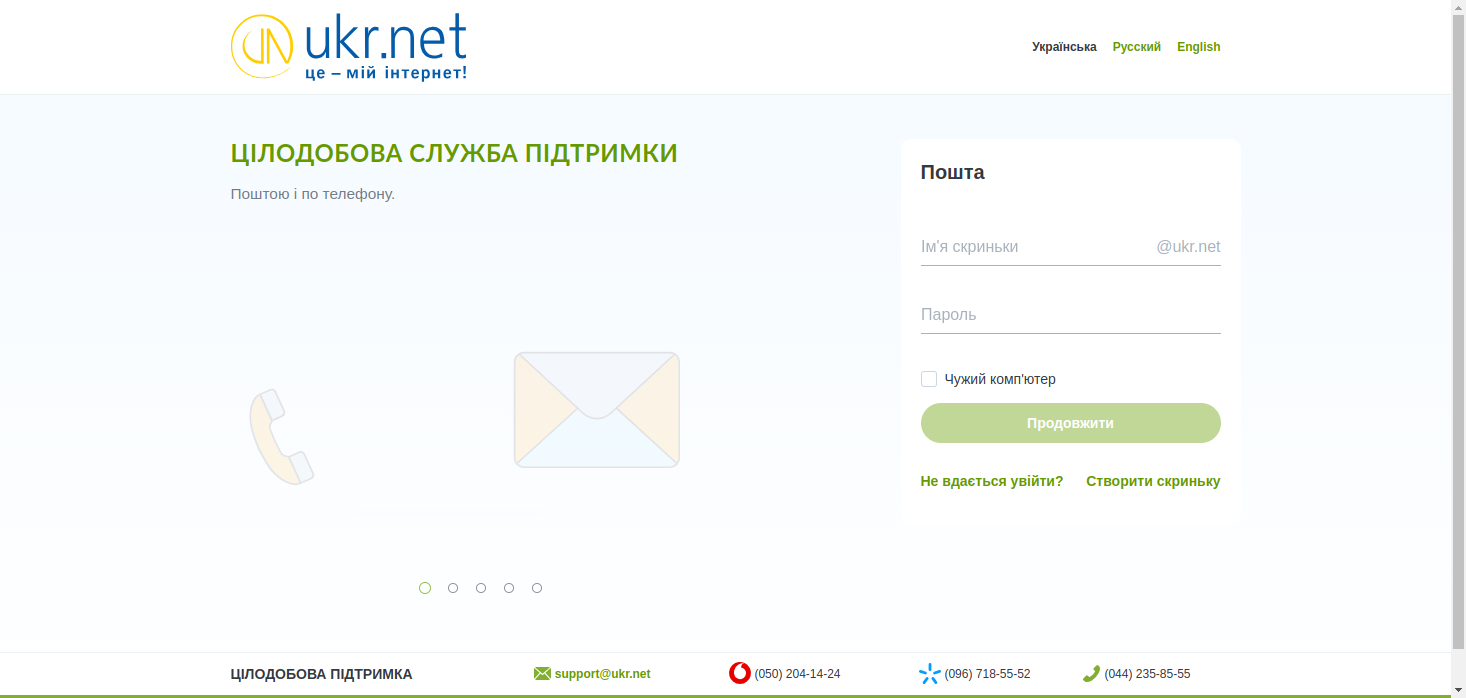 ukr.net
це – мій інтернет!
Українська Русский English
ЦІЛОДОБОВА СЛУЖБА ПІДТРИМКИ
Поштою і по телефону.
Пошта
Ім'я скриньки @ukr.net
Пароль
Чужий комп'ютер
Продовжити
Не вдається увійти? Створити скриньку
ЦІЛОДОБОВА ПІДТРИМКА support@ukr.net (050) 204-14-24 (096) 718-55-52 (044) 235-85-55